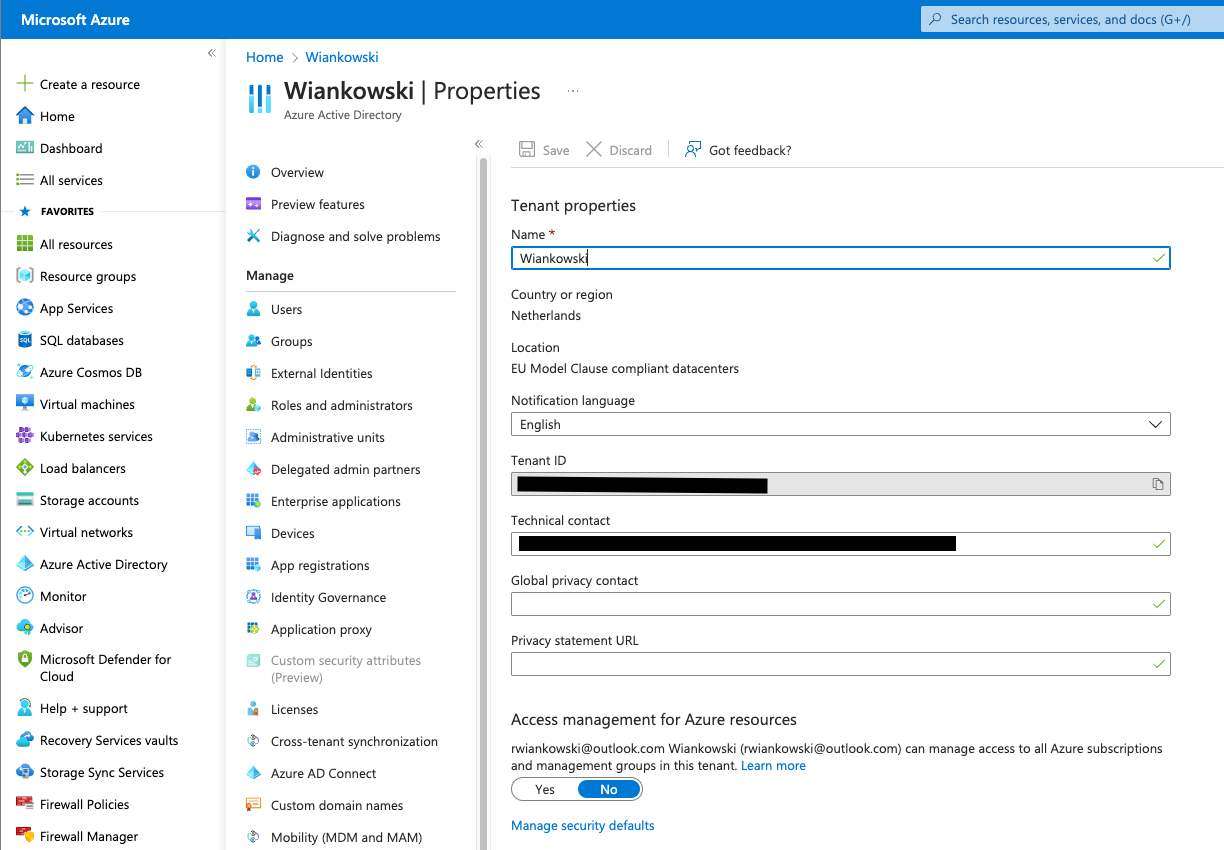 Microsoft Azure
Search resources, services, and docs (G+/)
Create a resource
Home
Dashboard
All services
FAVORITES
All resources
Resource groups
App Services
SQL databases
Azure Cosmos DB
Virtual machines
Kubernetes services
Load balancers
Storage accounts
Virtual networks
Azure Active Directory
Monitor
Advisor
Microsoft Defender for
Cloud
Help + support
Recovery Services vaults
Storage Sync Services
Firewall Policies
Firewall Manager
Home > Wiankowski
Wiankowski | Properties ...
Azure Active Directory
Overview
Preview features
Diagnose and solve problems
Manage
Users
Groups
External Identities
Roles and administrators
Administrative units
Delegated admin partners
Enterprise applications
Devices
App registrations
Identity Governance
Application proxy
Custom security attributes
(Preview)
Licenses
Cross-tenant synchronization
Azure AD Connect
Custom domain names
Mobility (MDM and MAM)
Save Discard Got feedback?
Tenant properties
Name *
Wiankowski
Country or region
Netherlands
Location
EU Model Clause compliant datacenters
Notification language
English
Tenant ID
Technical contact
Global privacy contact
Privacy statement URL
Access management for Azure resources
rwiankowski@outlook.com Wiankowski (rwiankowski@outlook.com) can manage access to all Azure subscriptions
and management groups in this tenant. Learn more
Yes No
Manage security defaults